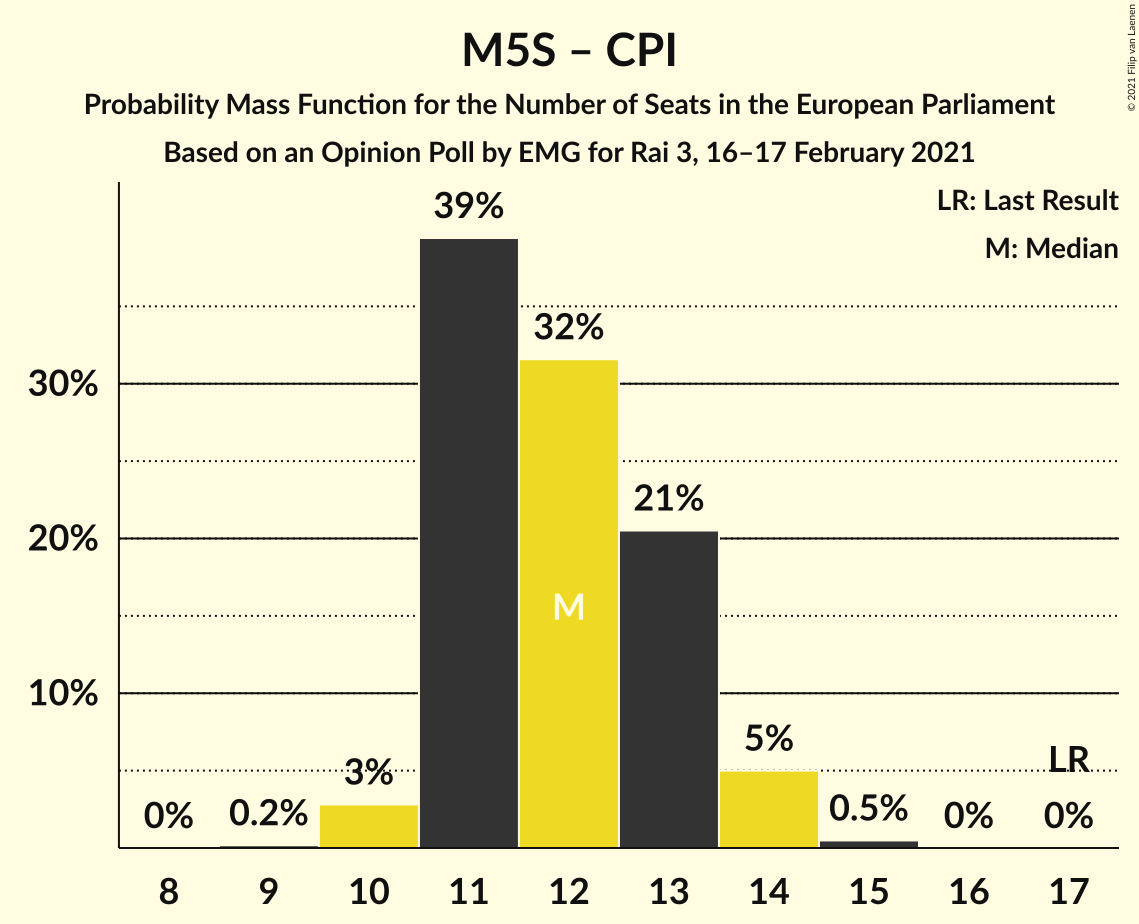 M5S – CPI
Probability Mass Function for the Number of Seats in the European Parliament
Based on an Opinion Poll by EMG for Rai 3, 16–17 February 2021
© 2021 Filip van Laenen
LR: Last Result
M: Median
39%
32%
30%
21%
20%
M
10%
5%
LR
3%
0%
0.2%
0.5%
0%
0%
8 9 10 11 12 13 14 15 16 17